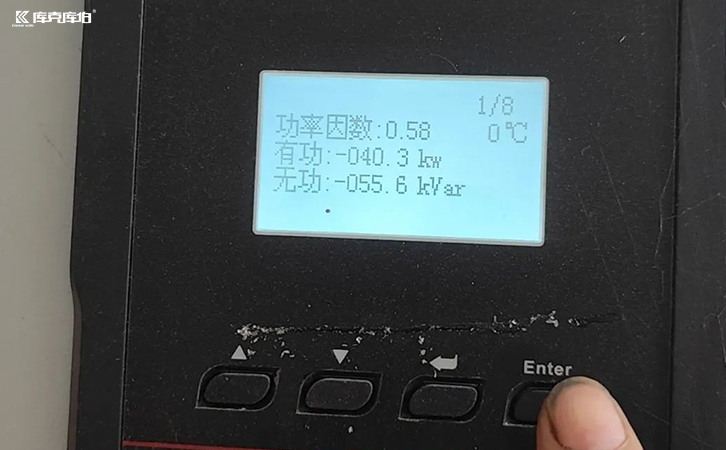 库克库伯®
1/8
功率因数:0.58 0℃
有功:-040.3 kw
无功:-055.6 kVar
Enter